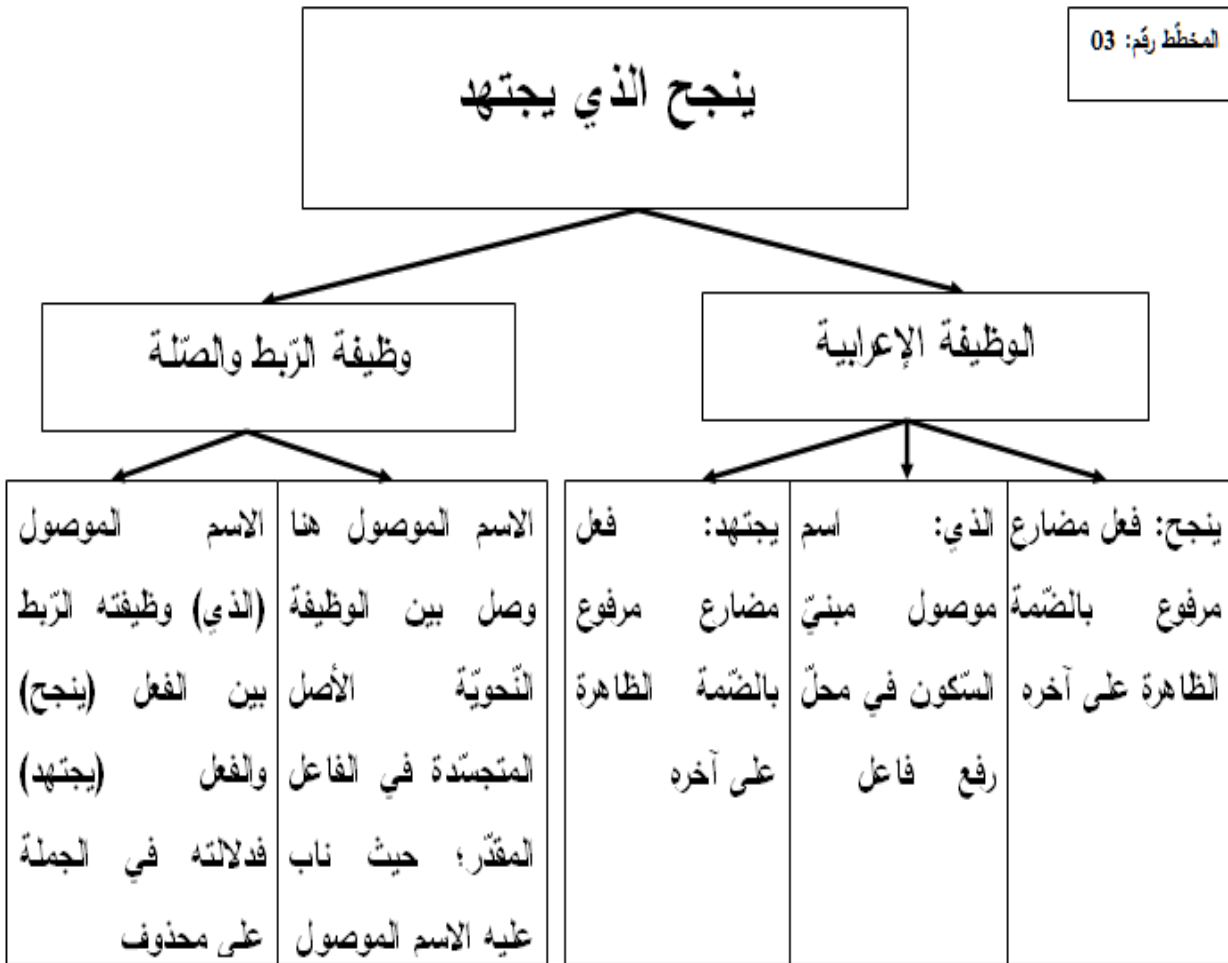 المخطّط رقم: 03
ينجح الذي يجتهد
الوظيفة الإعرابية
وظيفة الرّبط والصّلة
ينجح: فعل مضارع
مرفوع بالضّمة
الظاهرة على آخره
الذي: اسم
موصول مبنيّ
السّكون في محلّ
رفع فاعل
يجتهد: فعل
مضارع مرفوع
بالضّمة الظاهرة
على آخره
الاسم الموصول هنا
وصل بين الوظيفة
النّحويّة الأصل
المتجسّدة في الفاعل
المقدّر؛ حيث ناب
عليه الاسم الموصول
الاسم الموصول
(الذي) وظيفته الرّبط
بين الفعل (ينجح)
والفعل (يجتهد)
فدلالته في الجملة
على محذوف